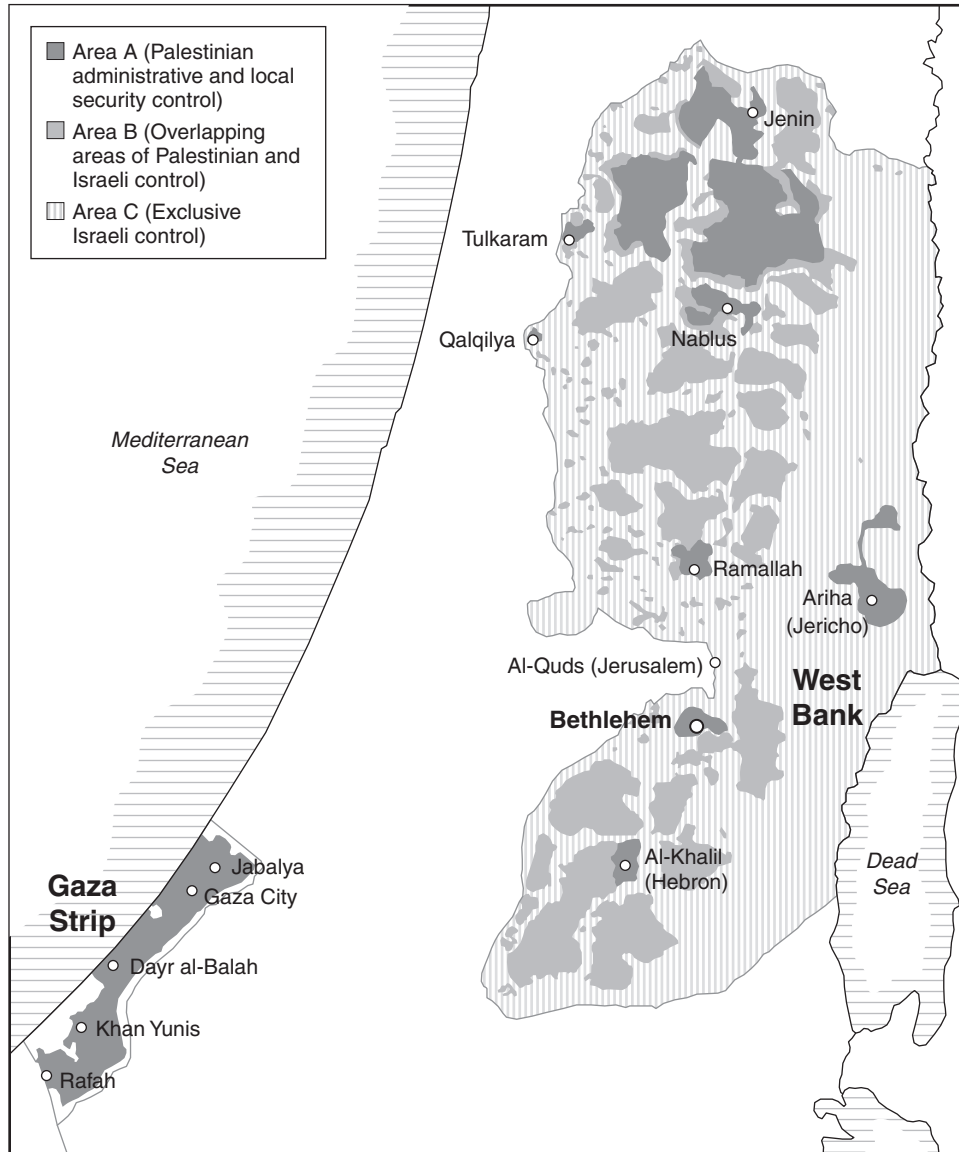 Area A (Palestinian
administrative and local
security control)
Area B (Overlapping
areas of Palestinian and
Israeli control)
Area C (Exclusive
Israeli control)
Jenin
Tulkaram
Nablus
Qalqilya
Mediterranean
Sea
Ramallah
Ariha
(Jericho)
Al-Quds (Jerusalem)
West
Bank
Bethlehem
Al-Khalil
(Hebron)
Dead
Sea
Gaza
Strip
Jabalya
Gaza City
Dayr al-Balah
Khan Yunis
Rafah